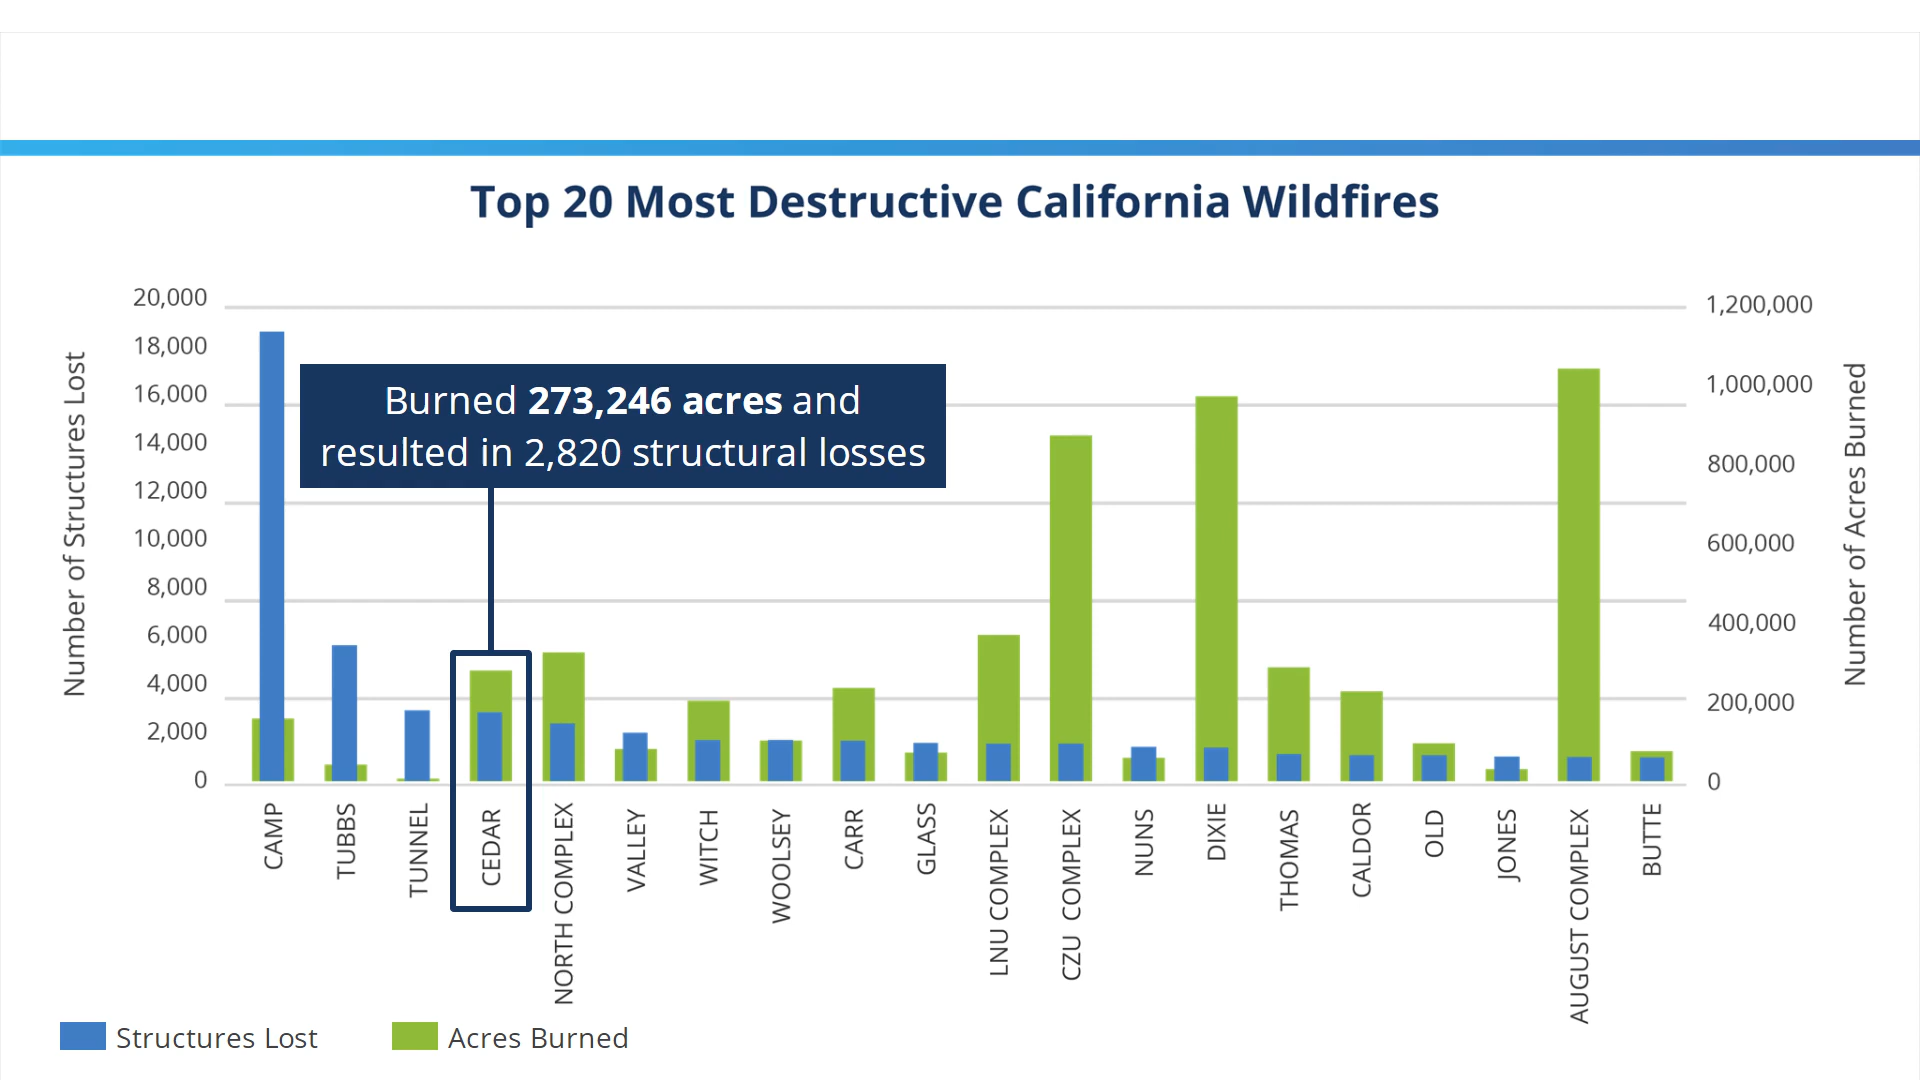 Top 20 Most Destructive California Wildfires
Number of Structures Lost
20,000
18,000
16,000
14,000
12,000
10,000
8,000
6,000
4,000
2,000
0
Burned 273,246 acres and
resulted in 2,820 structural losses
1,200,000
1,000,000
800,000
600,000
400,000
200,000
0
Number of Acres Burned
CAMP
TUBBS
TUNNEL
CEDAR
NORTH COMPLEX
VALLEY
WITCH
WOOLSEY
CARR
GLASS
LNU COMPLEX
CZU COMPLEX
NUNS
DIXIE
THOMAS
CALDOR
OLD
JONES
AUGUST COMPLEX
BUTTE
Structures Lost
Acres Burned